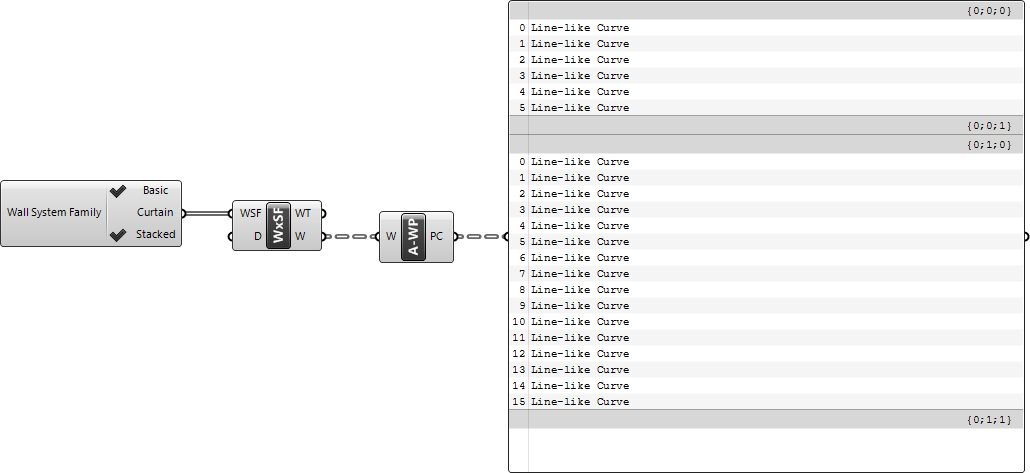 Wall System Family
Basic
Curtain
Stacked
WSF
D
WxSF
WT
W
W
A-WP
PC
{0;0;0}
0 Line-like Curve
1 Line-like Curve
2 Line-like Curve
3 Line-like Curve
4 Line-like Curve
5 Line-like Curve
{0;0;1}
{0;1;0}
0 Line-like Curve
1 Line-like Curve
2 Line-like Curve
3 Line-like Curve
4 Line-like Curve
5 Line-like Curve
6 Line-like Curve
7 Line-like Curve
8 Line-like Curve
9 Line-like Curve
10 Line-like Curve
11 Line-like Curve
12 Line-like Curve
13 Line-like Curve
14 Line-like Curve
15 Line-like Curve
{0;1;1}